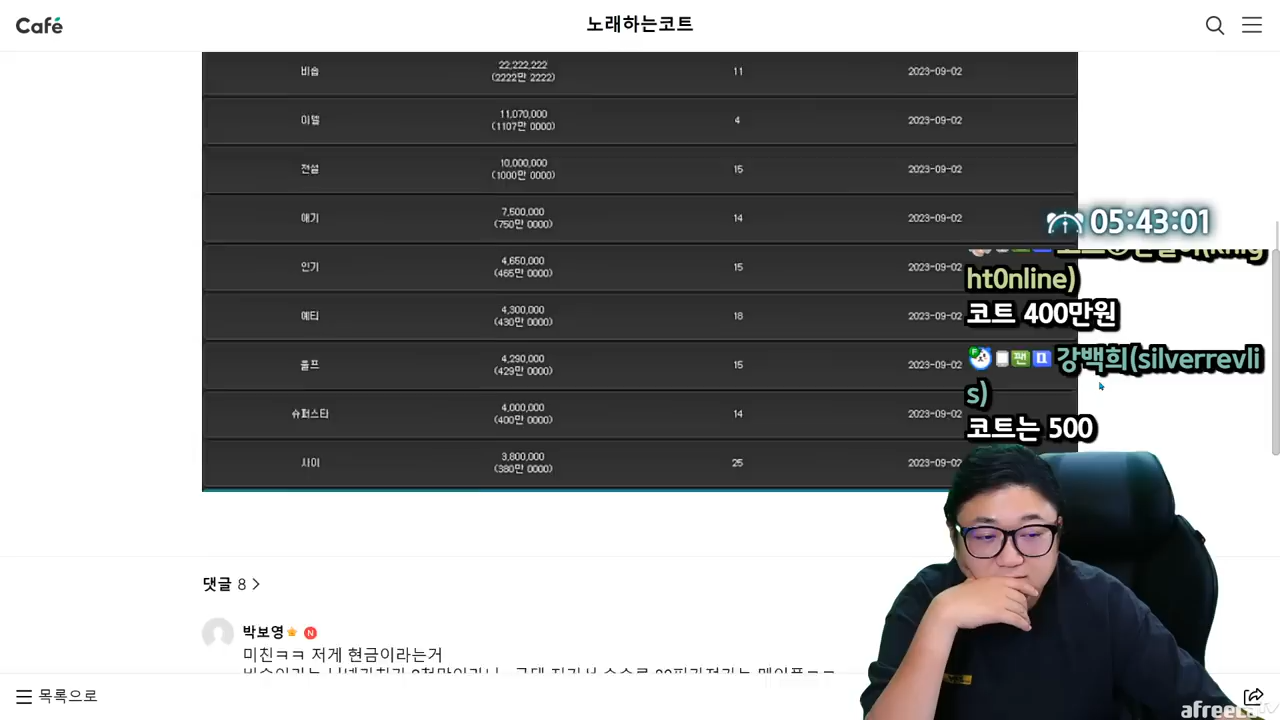 Café
노래하는코트
비숍 22,222,222 11 2023-09-02
(2222만 2222)
이델 11,070,000 4 2023-09-02
(1107만 0000)
전설 10,000,000 15 2023-09-02
(1000만 0000)
애기 7,500,000 14 2023-09-02
(750만 0000)
05:43:01
인기 4,650,000 15 2023-09-02
(465만 0000)
ht0nline)
코트 400만원
예티 4,300,000 18 2023-09-02
(430만 0000)
울프 4,290,000 15 2023-09-02
(429만 0000)
팬 강백희(silverrevli
s)
코트는 500
슈퍼스타 4,000,000 14 2023-09-02
(400만 0000)
사이 3,800,000 25 2023-09-02
(380만 0000)
댓글 8
박보영 N
미친ㅋㅋ 저게 현금이라는거
목록으로
afreecaTV